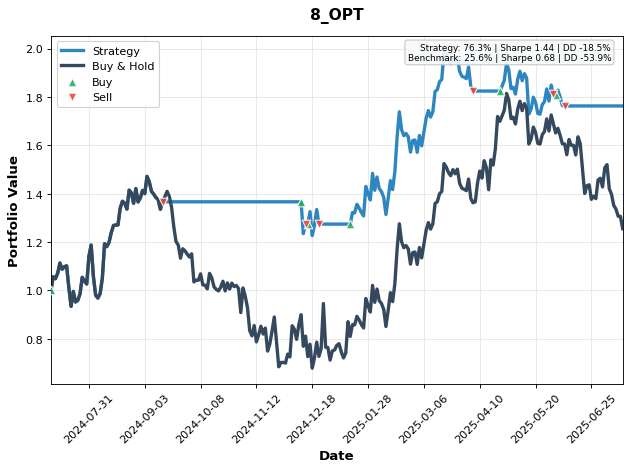 8_OPT
Strategy: 76.3% | Sharpe 1.44 | DD -18.5%
Benchmark: 25.6% | Sharpe 0.68 | DD -53.9%
Strategy
Buy & Hold
Buy
Sell
Portfolio Value
2.0
1.8
1.6
1.4
1.2
1.0
0.8
2024-07-31
2024-09-03
2024-10-08
2024-11-12
2024-12-18
2025-01-28
2025-03-06
2025-04-10
2025-05-20
2025-06-25
Date